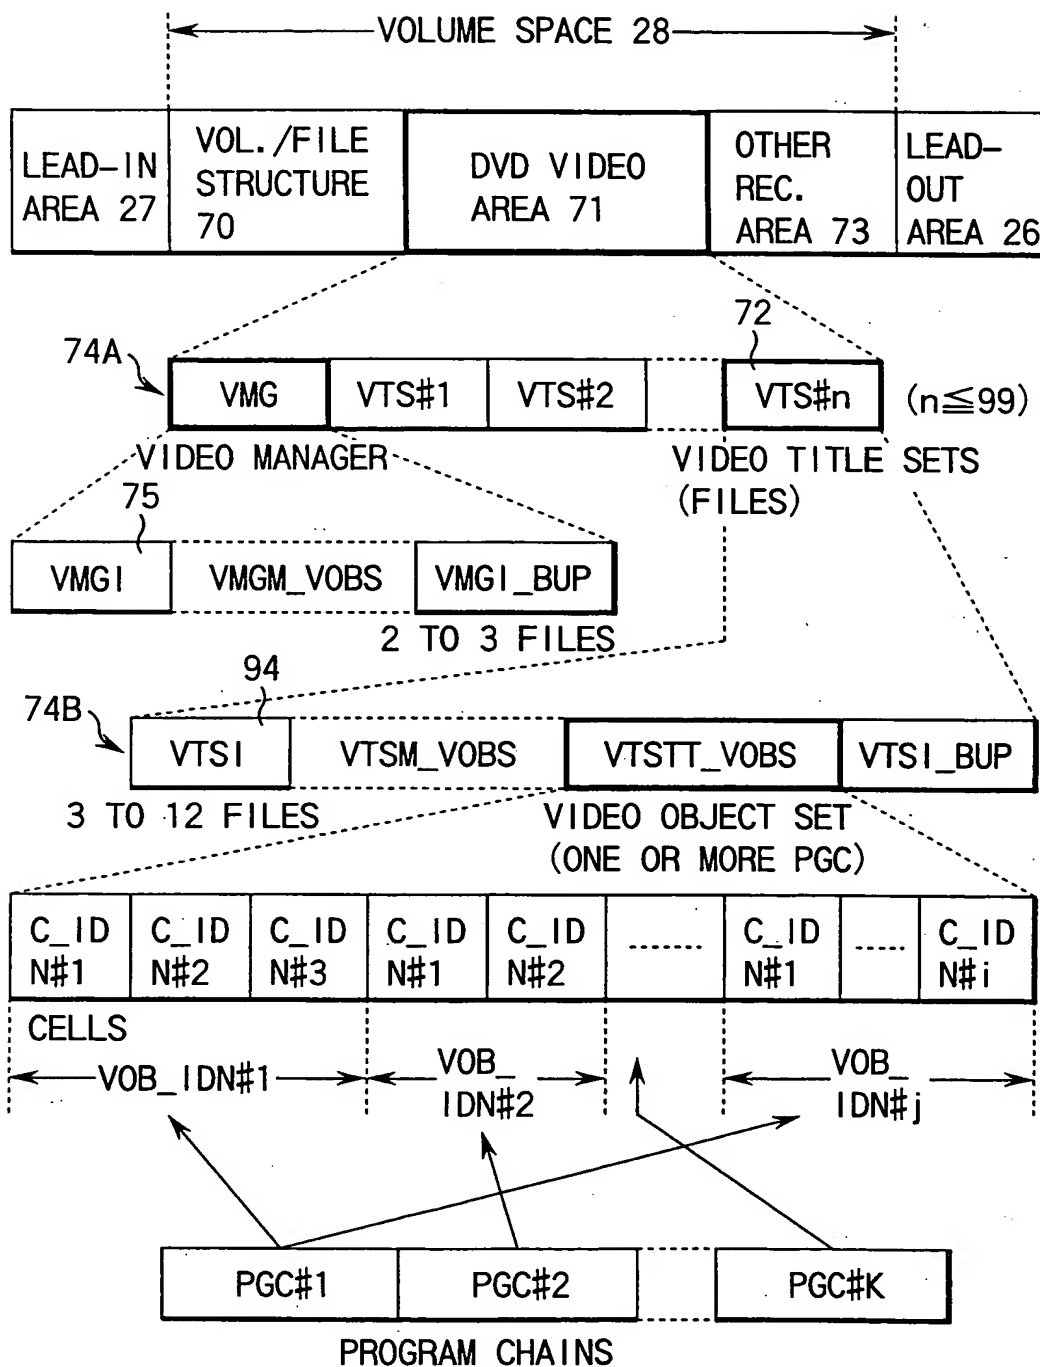 VOLUME SPACE 28
LEAD-IN
AREA 27
VOL./FILE
STRUCTURE
70
DVD VIDEO
AREA 71
OTHER
REC.
AREA 73
LEAD-
OUT
AREA 26
72
74A
VMG
VTS#1
VTS#2
VTS#n
(n≦99)
VIDEO MANAGER
VIDEO TITLE SETS
(FILES)
75
VMGI
VMGM_VOBS
VMGI_BUP
2 TO 3 FILES
94
74B
VTSI
VTSM_VOBS
VTSTT_VOBS
VTSI_BUP
3 TO 12 FILES
VIDEO OBJECT SET
(ONE OR MORE PGC)
C_ID
N#1
C_ID
N#2
C_ID
N#3
C_ID
N#1
C_ID
N#2
........
C_ID
N#1
.....
C_ID
N#i
CELLS
VOB_IDN#1
VOB_
IDN#2
VOB_
IDN#j
PGC#1
PGC#2
PGC#K
PROGRAM CHAINS